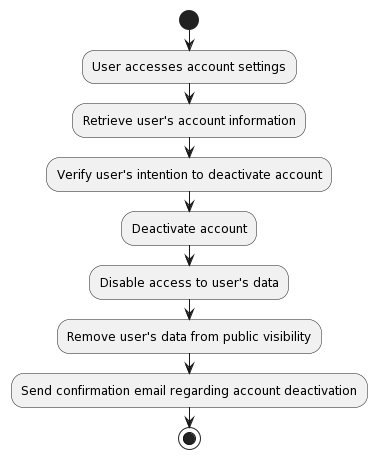 User accesses account settings
Retrieve user's account information
Verify user's intention to deactivate account
Deactivate account
Disable access to user's data
Remove user's data from public visibility
Send confirmation email regarding account deactivation